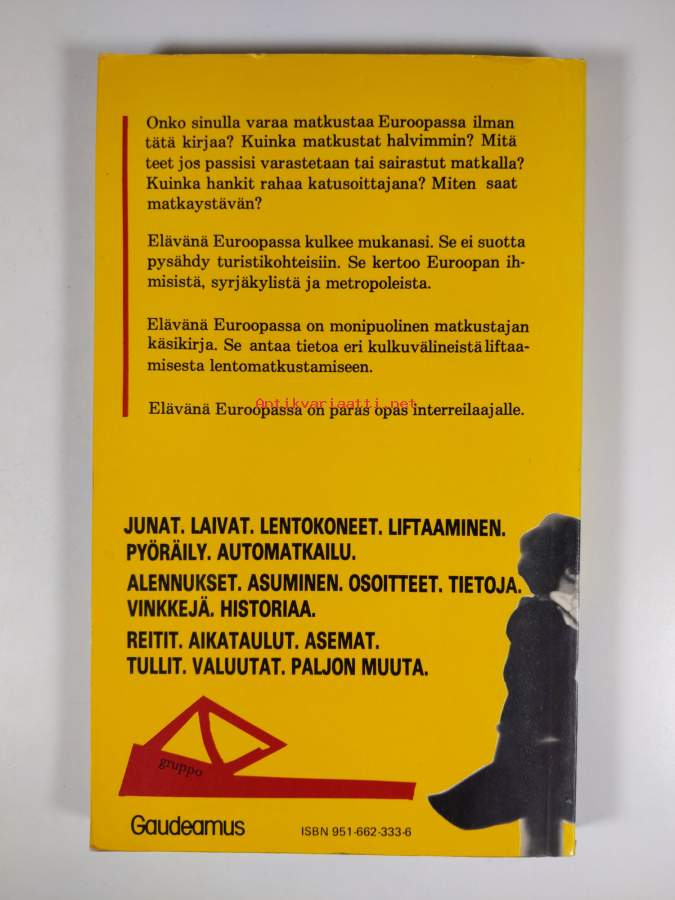 Onko sinulla varaa matkustaa Euroopassa ilman
tätä kirjaa? Kuinka matkustat halvimmin? Mitä
teet jos passisi varastetaan tai sairastut matkalla?
Kuinka hankit rahaa katusoittajana? Miten saat
matkaystävän?
Elävänä Euroopassa kulkee mukanasi. Se ei suotta
pysähdy turistikohteisiin. Se kertoo Euroopan ih-
misistä, syrjäkylistä ja metropoleista.
Elävänä Euroopassa on monipuolinen matkustajan
käsikirja. Se antaa tietoa eri kulkuvälineistä liftaa-
misesta lentomatkustamiseen.
Antikvariaatti.net
Elävänä Euroopassa on paras opas interreilaajalle.
JUNAT. LAIVAT. LENTOKONEET. LIFTAAMINEN.
PYÖRÄILY. AUTOMATKAILU.
ALENNUKSET. ASUMINEN. OSOITTEET. TIETOJA.
VINKKEJÄ. HISTORIAA.
REITIT. AIKATAULUT. ASEMAT.
TULLIT. VALUUTAT. PALJON MUUTA.
gruppo
Gaudeamus
ISBN 951-662-333-6